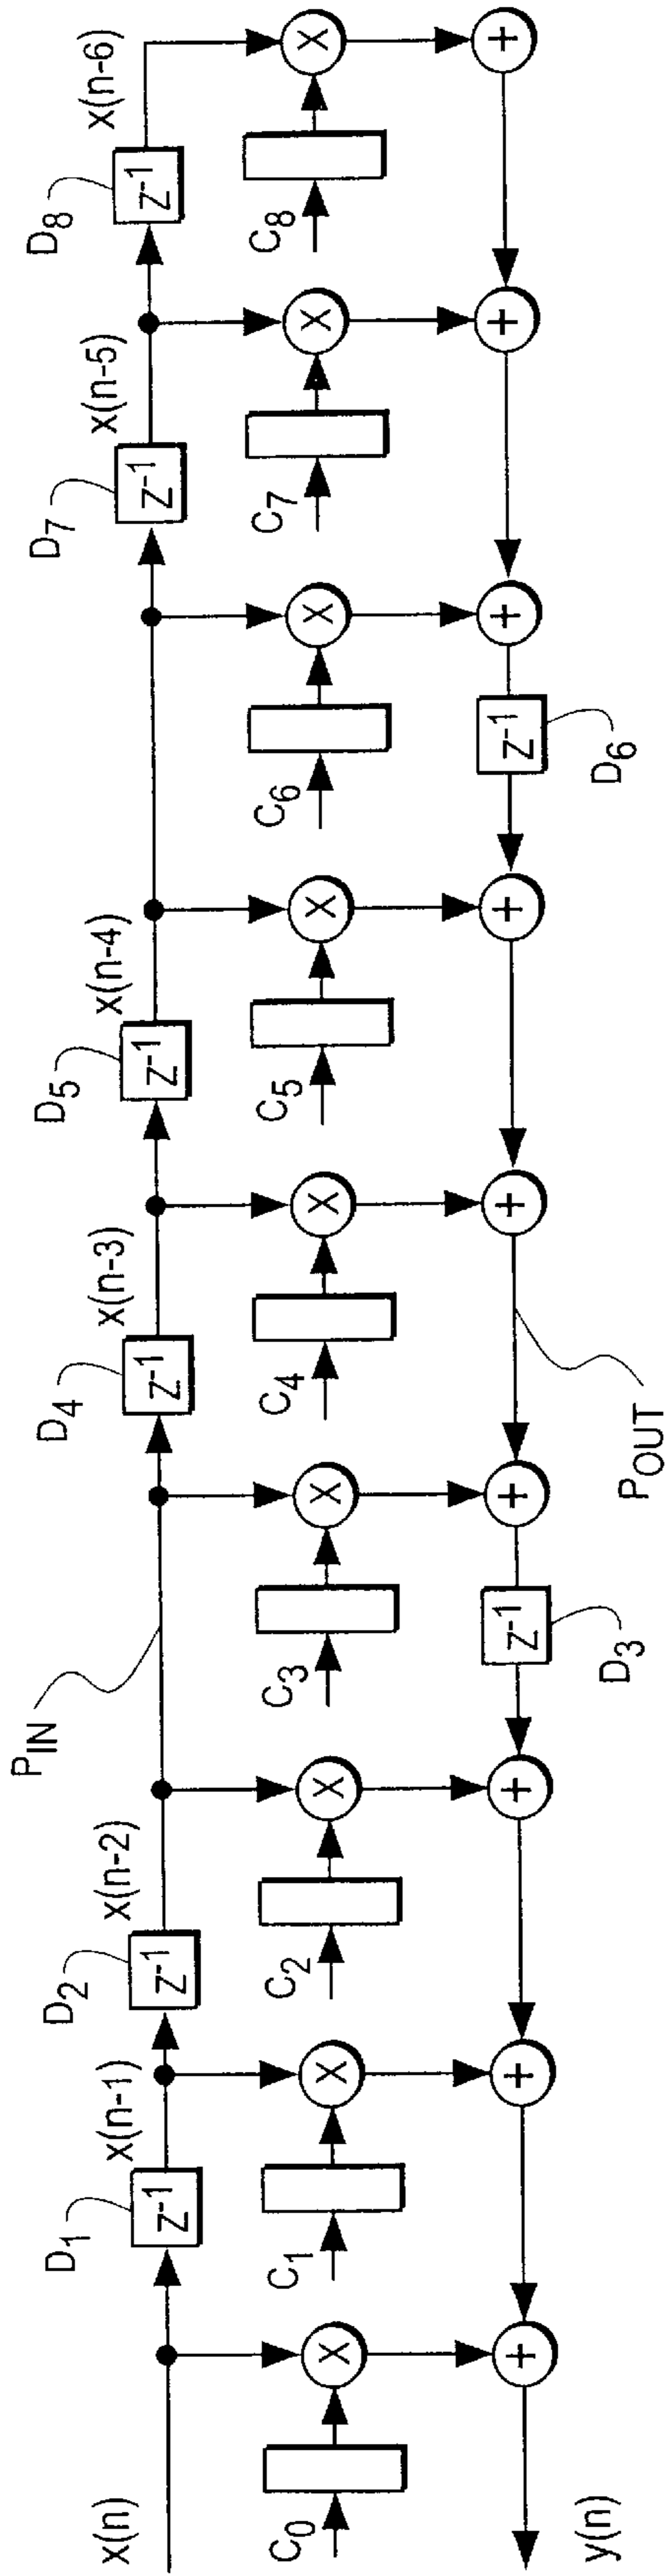 x(n)
x(n-1)
x(n-2)
x(n-3)
x(n-4)
x(n-5)
x(n-6)
D1
D2
PIN
D4
D5
D7
D8
z-1
z-1
z-1
z-1
z-1
z-1
C0
C1
C2
C3
C4
C5
C6
C7
C8
X
X
X
X
X
X
X
X
X
+
+
+
+
+
+
+
+
+
z-1
z-1
y(n)
D3
POUT
D6